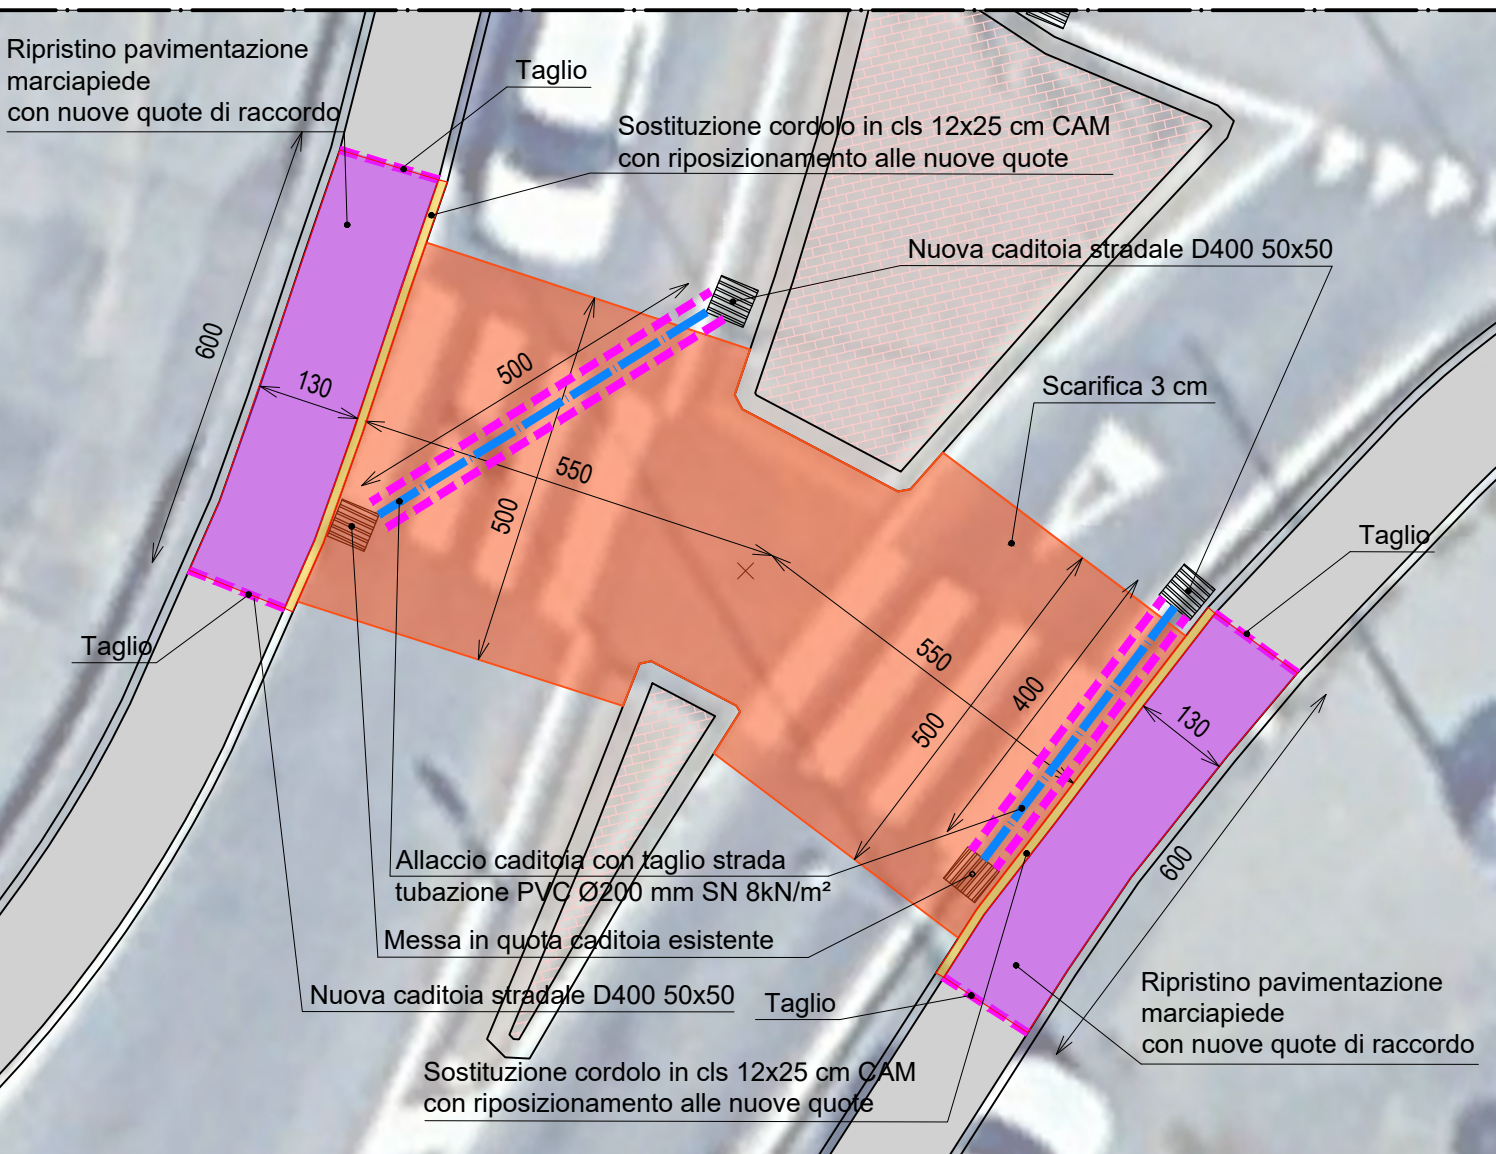 Ripristino pavimentazione
marciapiede
con nuove quote di raccordo
Taglio
Sostituzione cordolo in cls 12x25 cm CAM
con riposizionamento alle nuove quote
Nuova caditoia stradale D400 50x50
600
130
500
550
500
Scarifica 3 cm
Taglio
Taglio
550
500
400
130
600
Allaccio caditoia con taglio strada
tubazione PVC Ø200 mm SN 8kN/m²
Messa in quota caditoia esistente
Nuova caditoia stradale D400 50x50
Taglio
Ripristino pavimentazione
marciapiede
con nuove quote di raccordo
Sostituzione cordolo in cls 12x25 cm CAM
con riposizionamento alle nuove quote